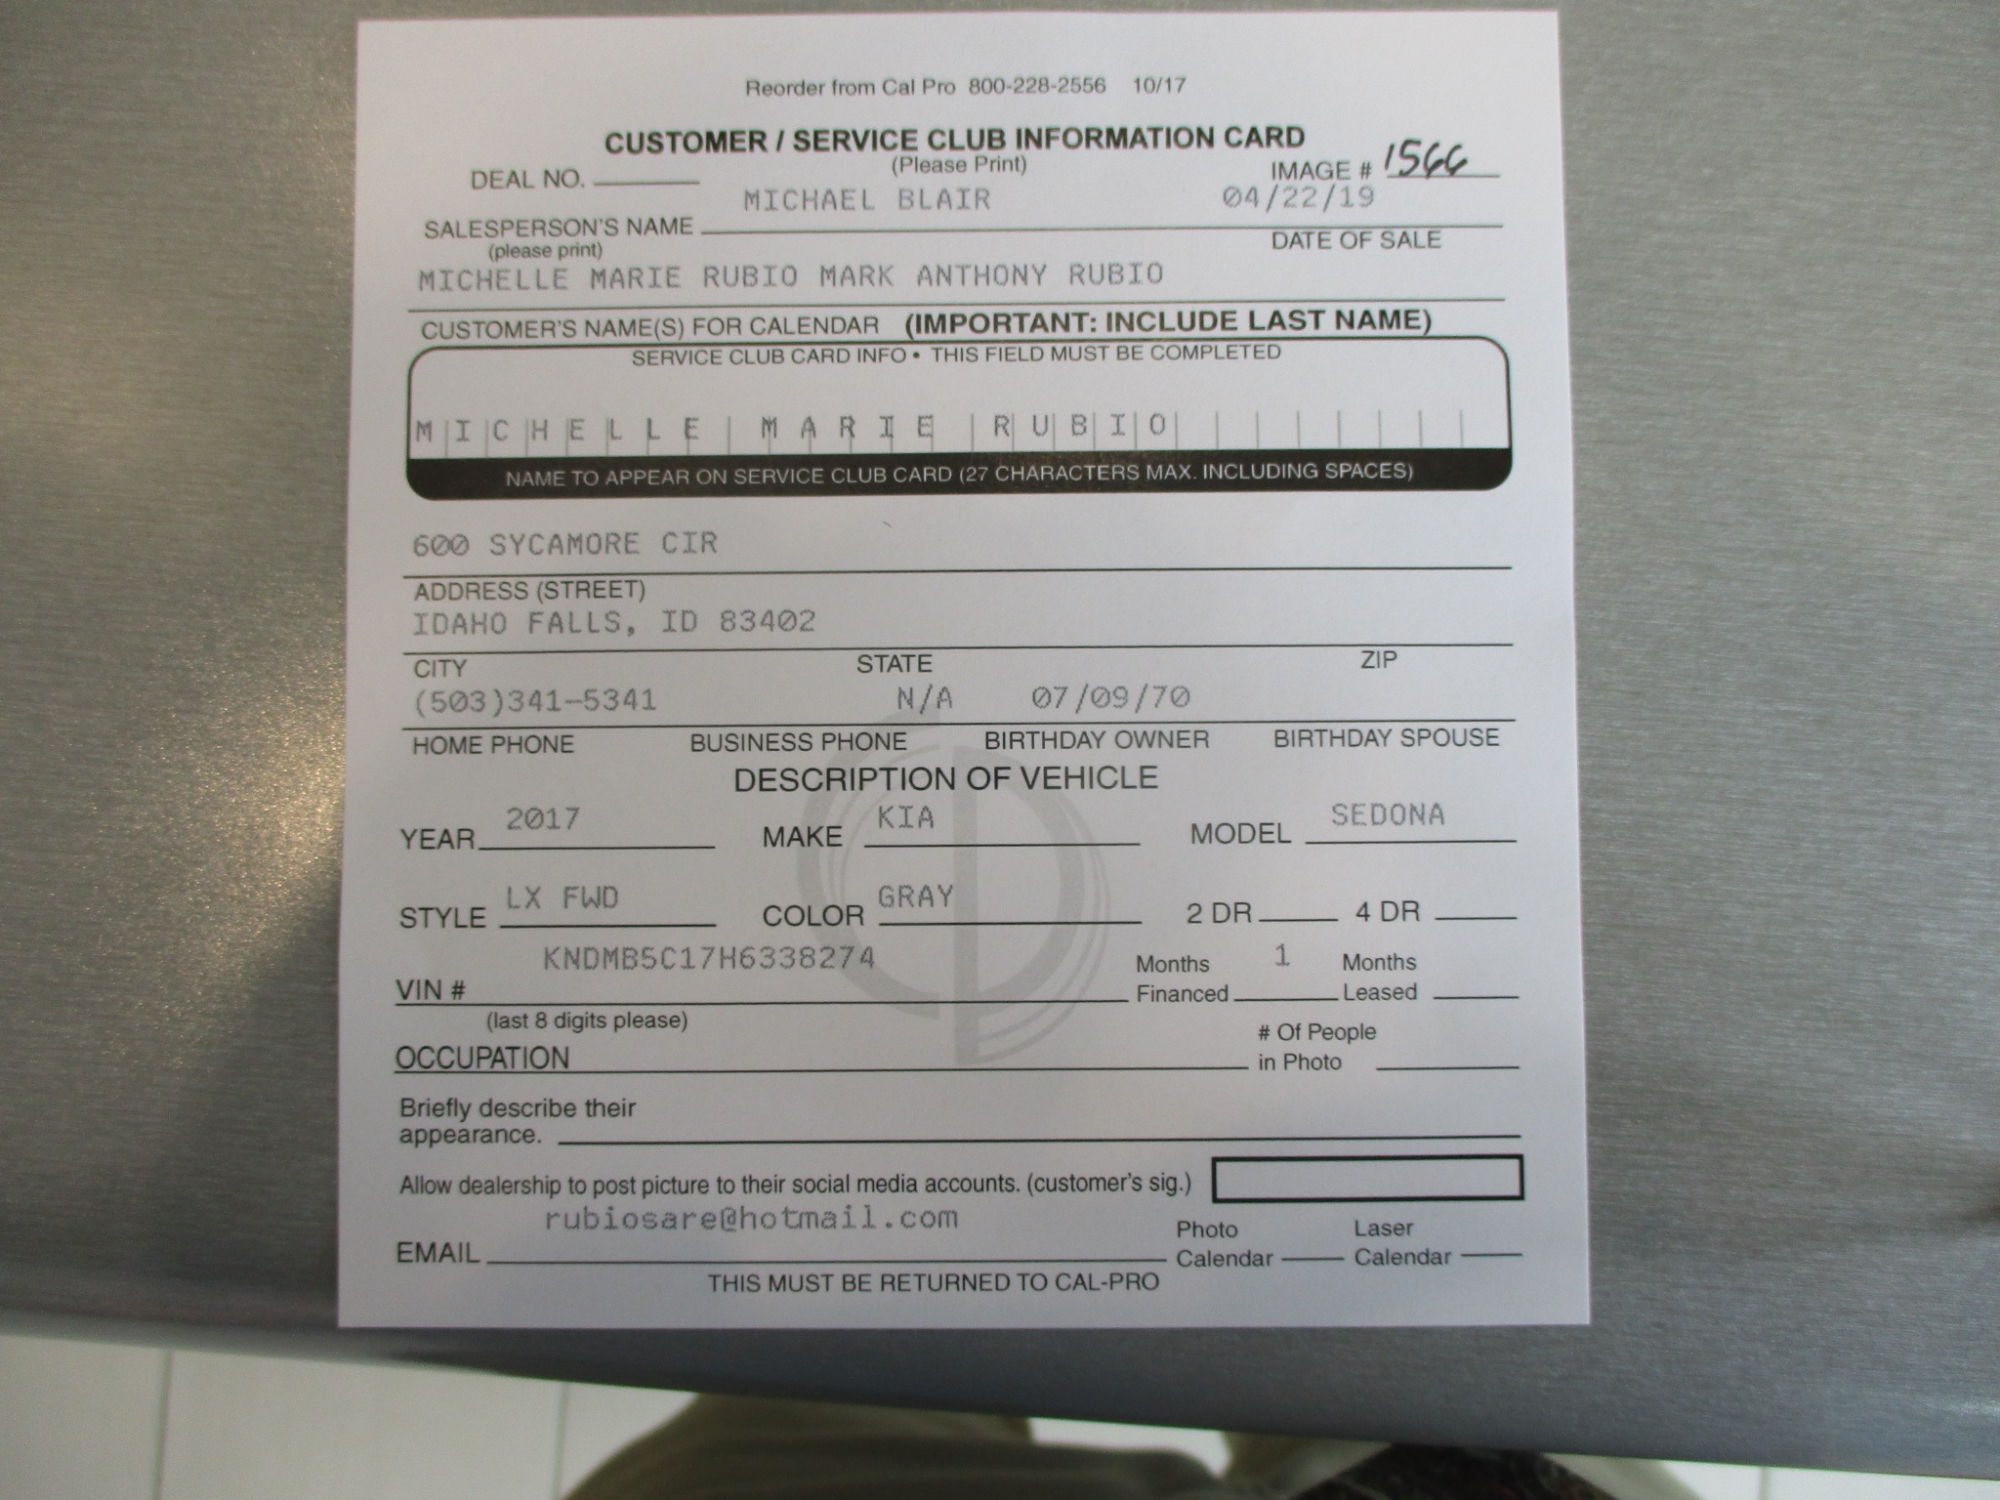 Reorder from Cal Pro 800-228-2556 10/17
CUSTOMER / SERVICE CLUB INFORMATION CARD
(Please Print)
DEAL NO. IMAGE # 1566
MICHAEL BLAIR 04/22/19
SALESPERSON'S NAME DATE OF SALE
(please print)
MICHELLE MARIE RUBIO MARK ANTHONY RUBIO
CUSTOMER'S NAME(S) FOR CALENDAR (IMPORTANT: INCLUDE LAST NAME)
SERVICE CLUB CARD INFO • THIS FIELD MUST BE COMPLETED
MICHELLE MARIE RUBIO
NAME TO APPEAR ON SERVICE CLUB CARD (27 CHARACTERS MAX. INCLUDING SPACES)
600 SYCAMORE CIR
ADDRESS (STREET)
IDAHO FALLS, ID 83402
CITY STATE ZIP
(503)341-5341 N/A 07/09/70
HOME PHONE BUSINESS PHONE BIRTHDAY OWNER BIRTHDAY SPOUSE
DESCRIPTION OF VEHICLE
YEAR 2017 MAKE KIA MODEL SEDONA
STYLE LX FWD COLOR GRAY 2 DR 4 DR
VIN # KNDMB5C17H6338274 Months Financed 1 Months Leased
(last 8 digits please)
OCCUPATION # Of People in Photo
Briefly describe their
appearance.
Allow dealership to post picture to their social media accounts. (customer's sig.)
EMAIL rubiosare@hotmail.com Photo Calendar Laser Calendar
THIS MUST BE RETURNED TO CAL-PRO